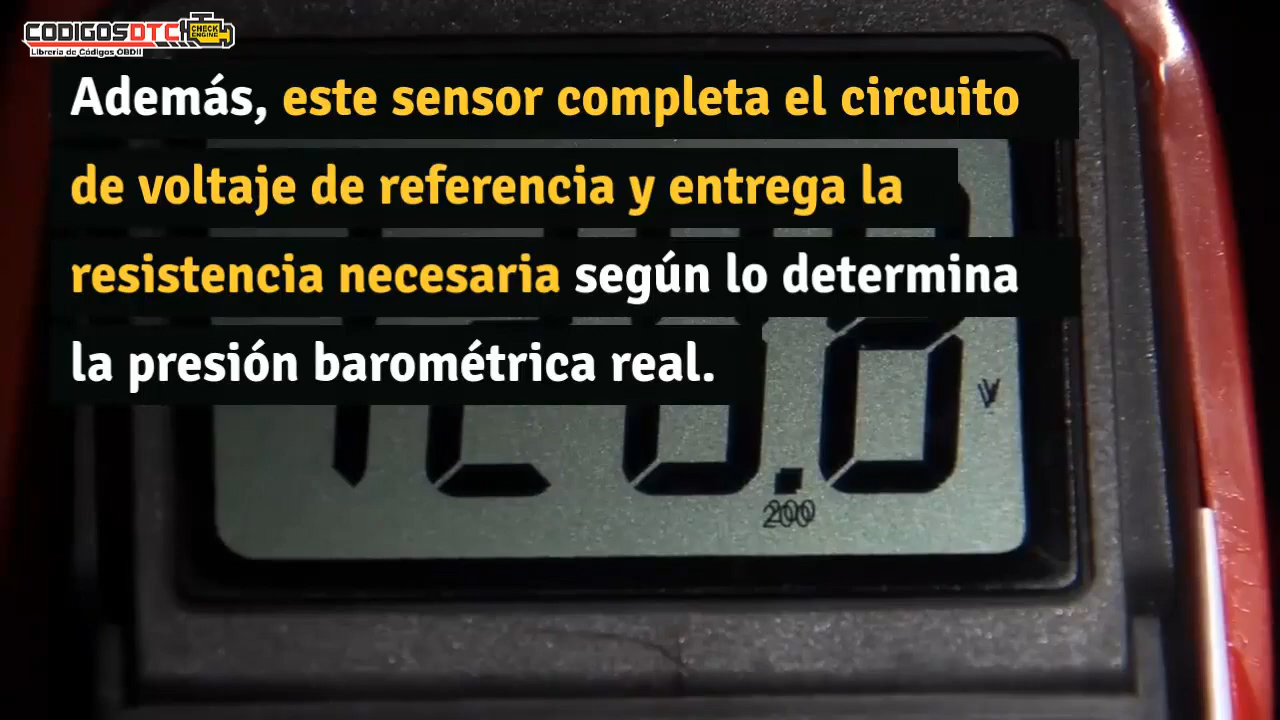 CODIGOSDTC
CHECK
ENGINE
Librería de Códigos OBDII
Además, este sensor completa el circuito
de voltaje de referencia y entrega la
resistencia necesaria según lo determina
la presión barométrica real.
V
200